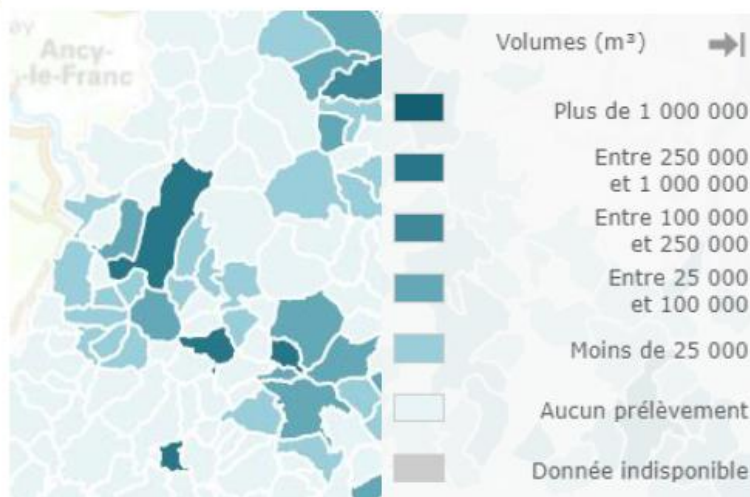 ay
Ancy-
-le-Franc
Volumes (m³)
Plus de 1 000 000
Entre 250 000
et 1 000 000
Entre 100 000
et 250 000
Entre 25 000
et 100 000
Moins de 25 000
Aucun prélèvement
Donnée indisponible